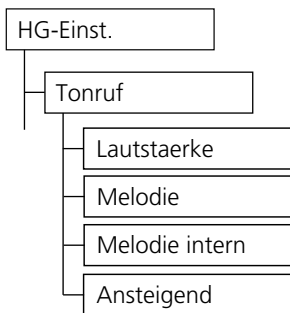 HG-Einst.
Tonruf
Lautstaerke
Melodie
Melodie intern
Ansteigend